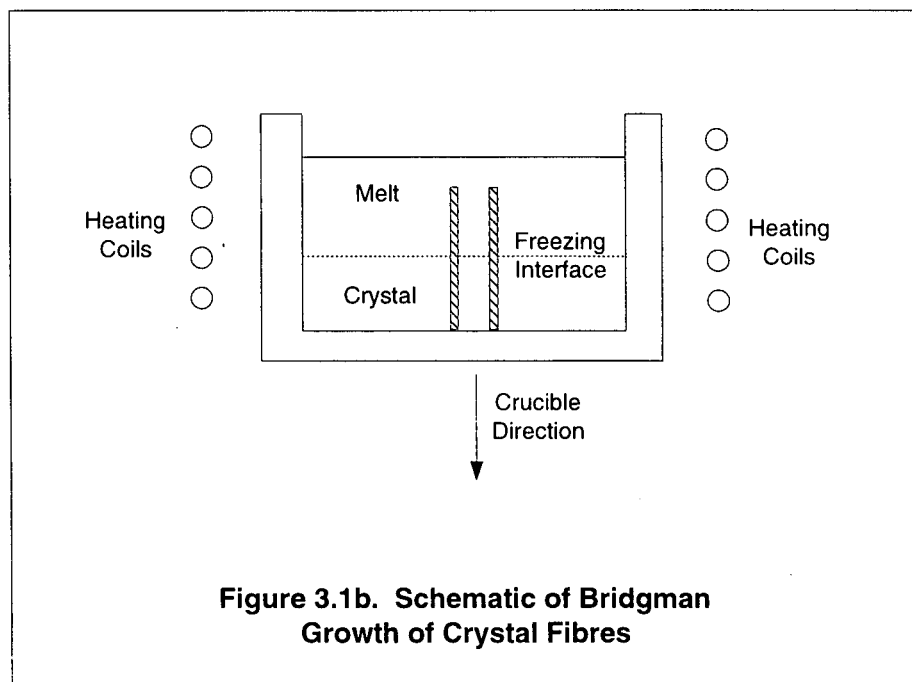 Melt
Heating
Coils
Freezing
Interface
Heating
Coils
Crystal
Crucible
Direction
Figure 3.1b. Schematic of Bridgman
Growth of Crystal Fibres